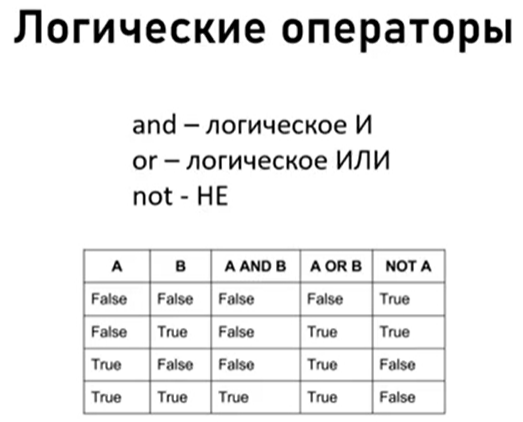 Логические операторы
and – логическое И
or – логическое ИЛИ
not - НЕ
A B A AND B A OR B NOT A
False False False False True
False True False True True
True False False True False
True True True True False